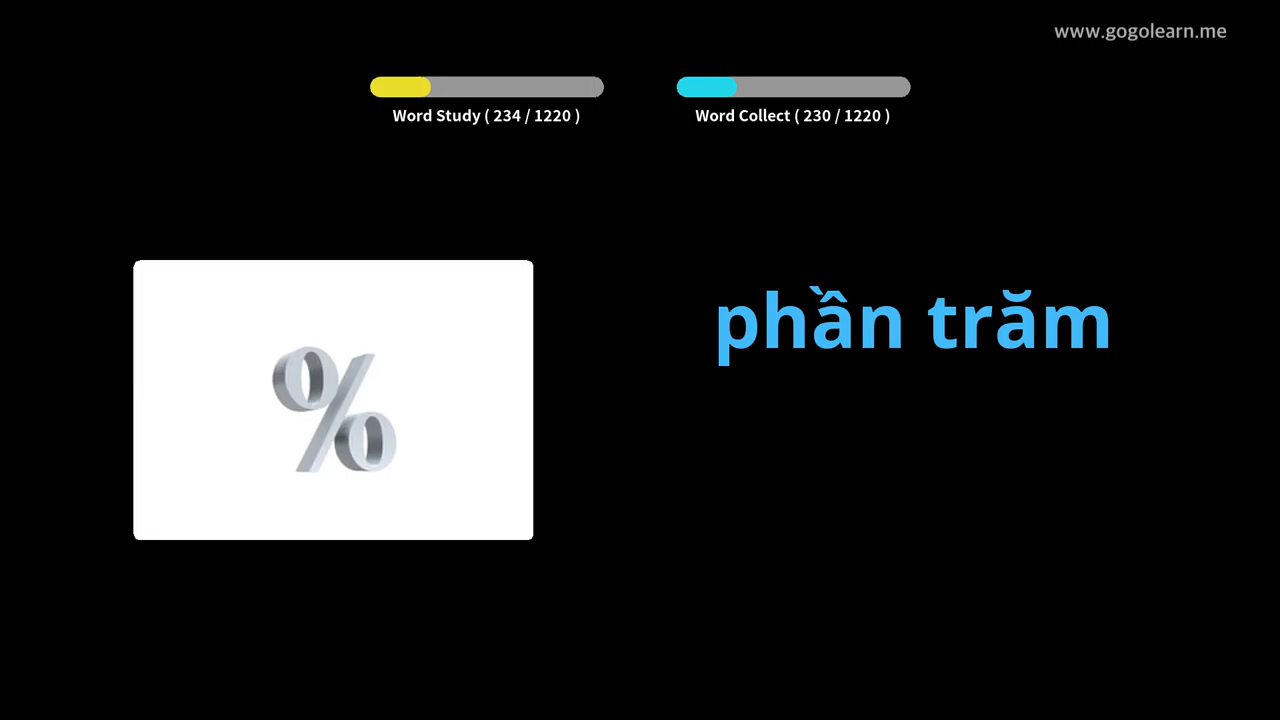 www.gogolearn.me
Word Study ( 234 / 1220 )
Word Collect ( 230 / 1220 )
%
phần trăm